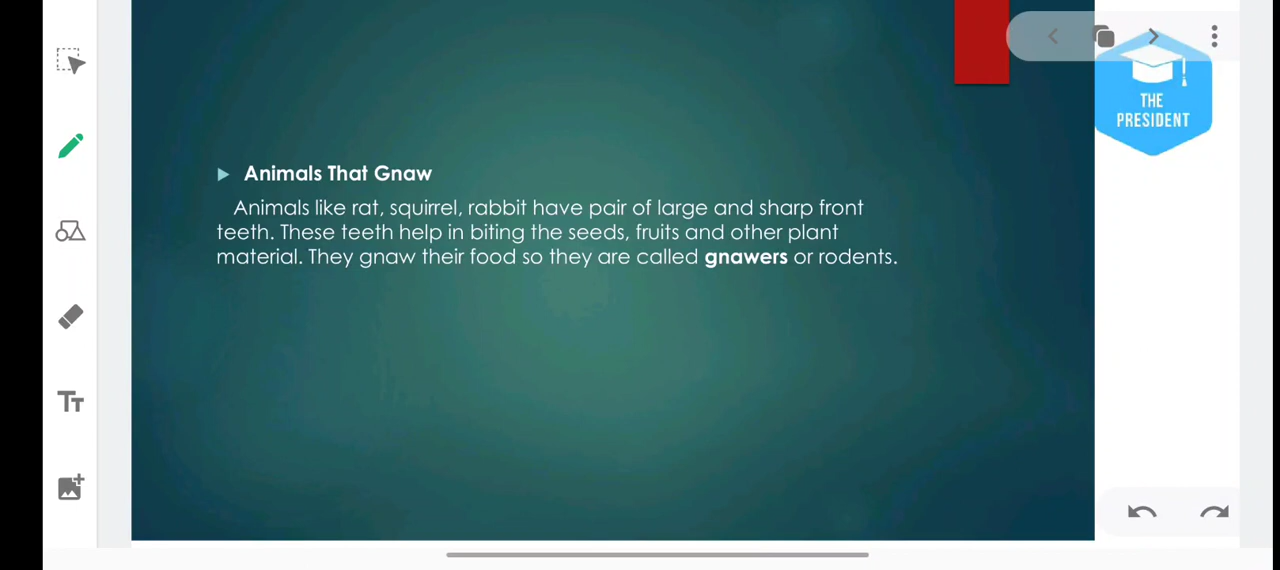 THE
PRESIDENT
Animals That Gnaw
Animals like rat, squirrel, rabbit have pair of large and sharp front
teeth. These teeth help in biting the seeds, fruits and other plant
material. They gnaw their food so they are called gnawers or rodents.
TT